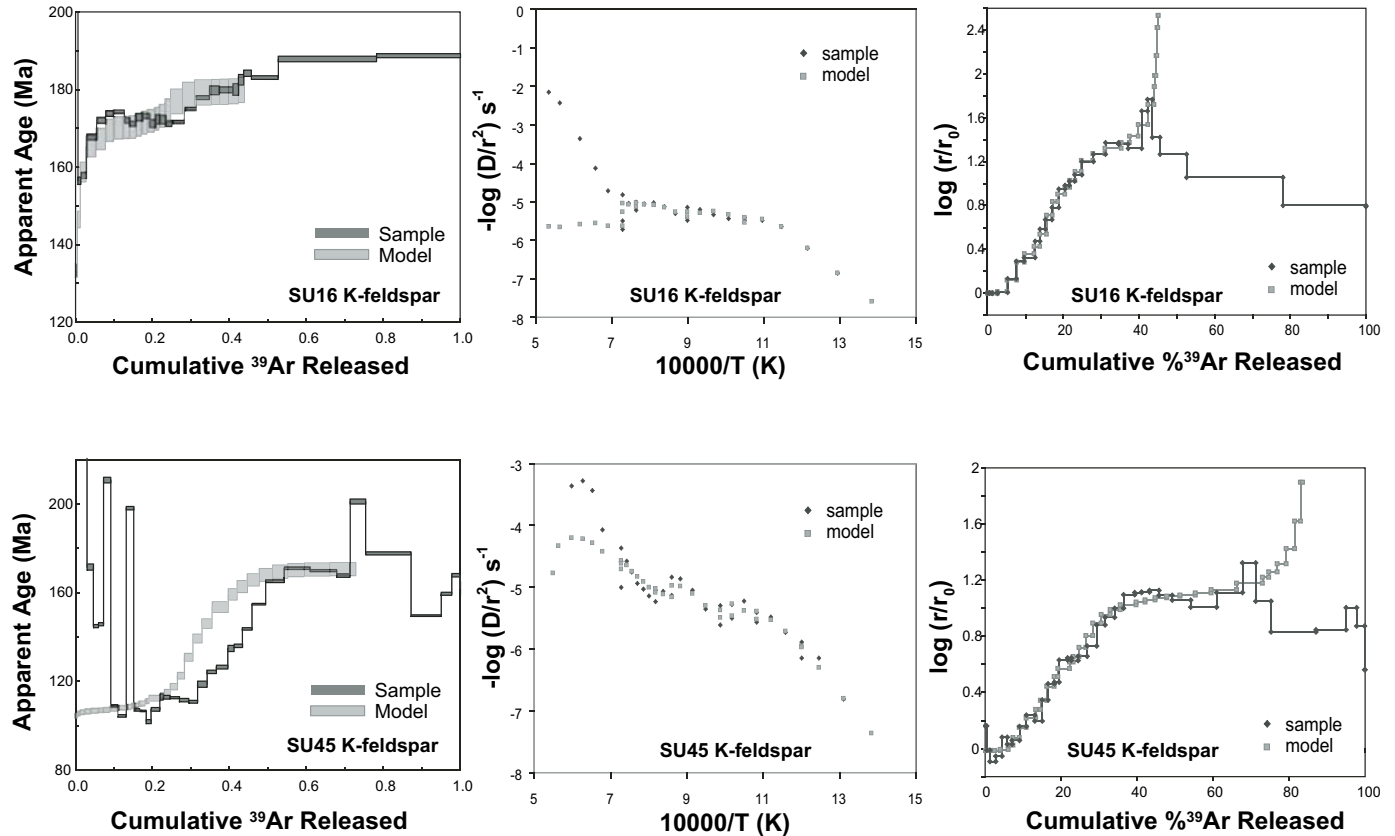 200
180
160
140
120
Apparent Age (Ma)
Sample
Model
SU16 K-feldspar
0.0 0.2 0.4 0.6 0.8 1.0
Cumulative ³⁹Ar Released
0
-1
-2
-3
-4
-5
-6
-7
-8
-log (D/r²) s⁻¹
sample
model
SU16 K-feldspar
5 7 9 11 13 15
10000/T (K)
2.4
2
1.6
1.2
0.8
0.4
0
log (r/r₀)
sample
model
SU16 K-feldspar
0 20 40 60 80 100
Cumulative %³⁹Ar Released
200
160
120
80
Apparent Age (Ma)
Sample
Model
SU45 K-feldspar
0.0 0.2 0.4 0.6 0.8 1.0
Cumulative ³⁹Ar Released
-3
-4
-5
-6
-7
-8
-log (D/r²) s⁻¹
sample
model
SU45 K-feldspar
5 7 9 11 13 15
10000/T (K)
2
1.6
1.2
0.8
0.4
0
log (r/r₀)
sample
model
SU45 K-feldspar
0 20 40 60 80 100
Cumulative %³⁹Ar Released